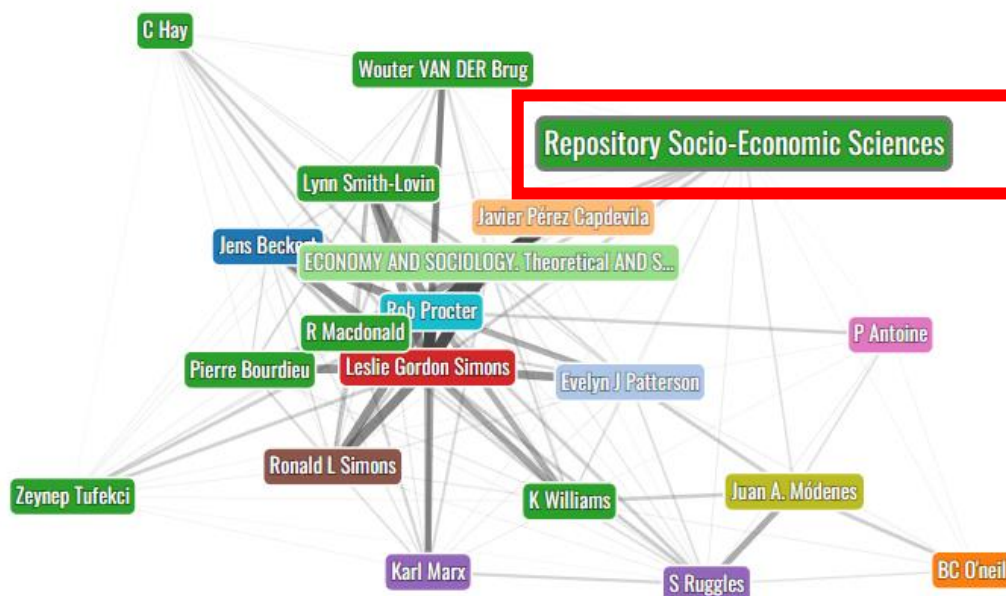 C Hay
Wouter VAN DER Brug
Repository Socio-Economic Sciences
Lynn Smith-Lovin
Javier Pérez Capdevila
Jens Beckert
ECONOMY AND SOCIOLOGY. Theoretical AND S...
Rob Procter
R Macdonald
P Antoine
Pierre Bourdieu
Leslie Gordon Simons
Evelyn J Patterson
Ronald L Simons
Zeynep Tufekci
K Williams
Juan A. Módenes
Karl Marx
S Ruggles
BC O'neil